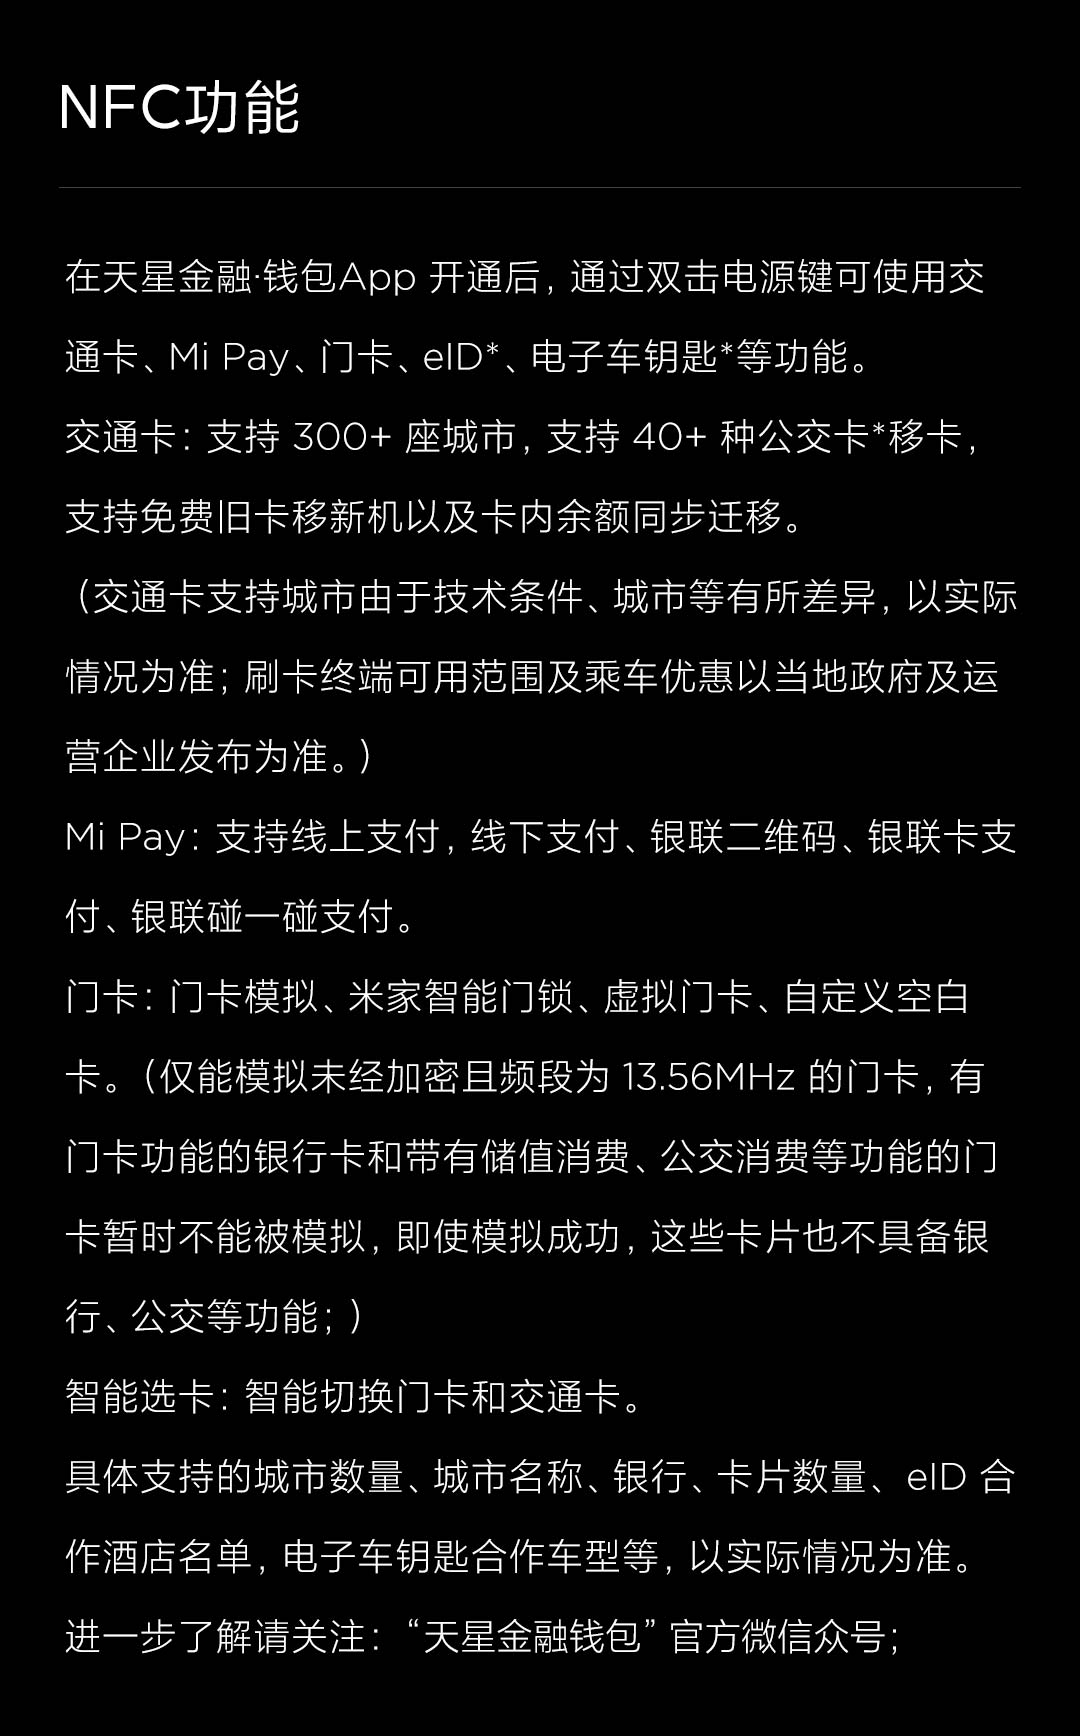 NFC功能
在天星金融·钱包App 开通后，通过双击电源键可使用交
通卡、Mi Pay、门卡、eID*、电子车钥匙*等功能。
交通卡：支持 300+ 座城市，支持 40+ 种公交卡*移卡，
支持免费旧卡移新机以及卡内余额同步迁移。
（交通卡支持城市由于技术条件、城市等有所差异，以实际
情况为准；刷卡终端可用范围及乘车优惠以当地政府及运
营企业发布为准。）
Mi Pay：支持线上支付，线下支付、银联二维码、银联卡支
付、银联碰一碰支付。
门卡：门卡模拟、米家智能门锁、虚拟门卡、自定义空白
卡。（仅能模拟未经加密且频段为 13.56MHz 的门卡，有
门卡功能的银行卡和带有储值消费、公交消费等功能的门
卡暂时不能被模拟，即使模拟成功，这些卡片也不具备银
行、公交等功能；）
智能选卡：智能切换门卡和交通卡。
具体支持的城市数量、城市名称、银行、卡片数量、eID 合
作酒店名单，电子车钥匙合作车型等，以实际情况为准。
进一步了解请关注：“天星金融钱包” 官方微信众号；